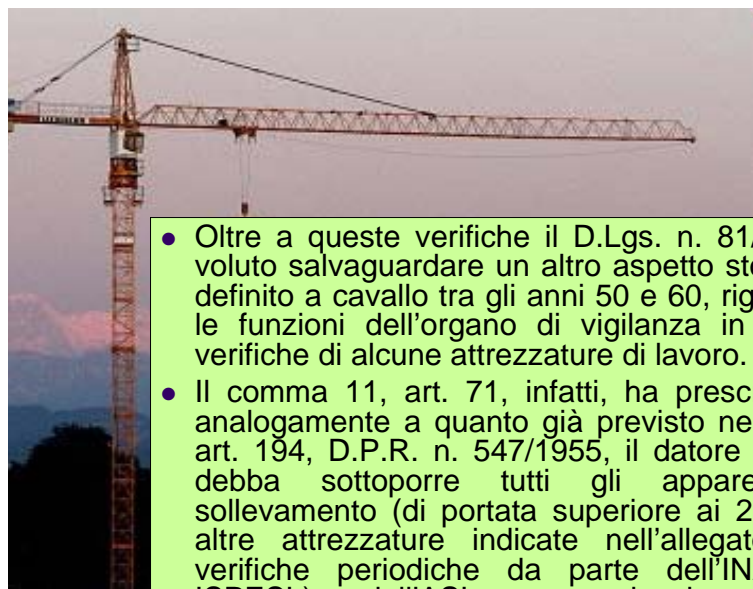 Oltre a queste verifiche il D.Lgs. n. 81/
voluto salvaguardare un altro aspetto sto
definito a cavallo tra gli anni 50 e 60, rig
le funzioni dell'organo di vigilanza in
verifiche di alcune attrezzature di lavoro.
Il comma 11, art. 71, infatti, ha presc
analogamente a quanto già previsto ne
art. 194, D.P.R. n. 547/1955, il datore
debba sottoporre tutti gli appare
sollevamento (di portata superiore ai 2
altre attrezzature indicate nell'allegat
verifiche periodiche da parte dell'IN